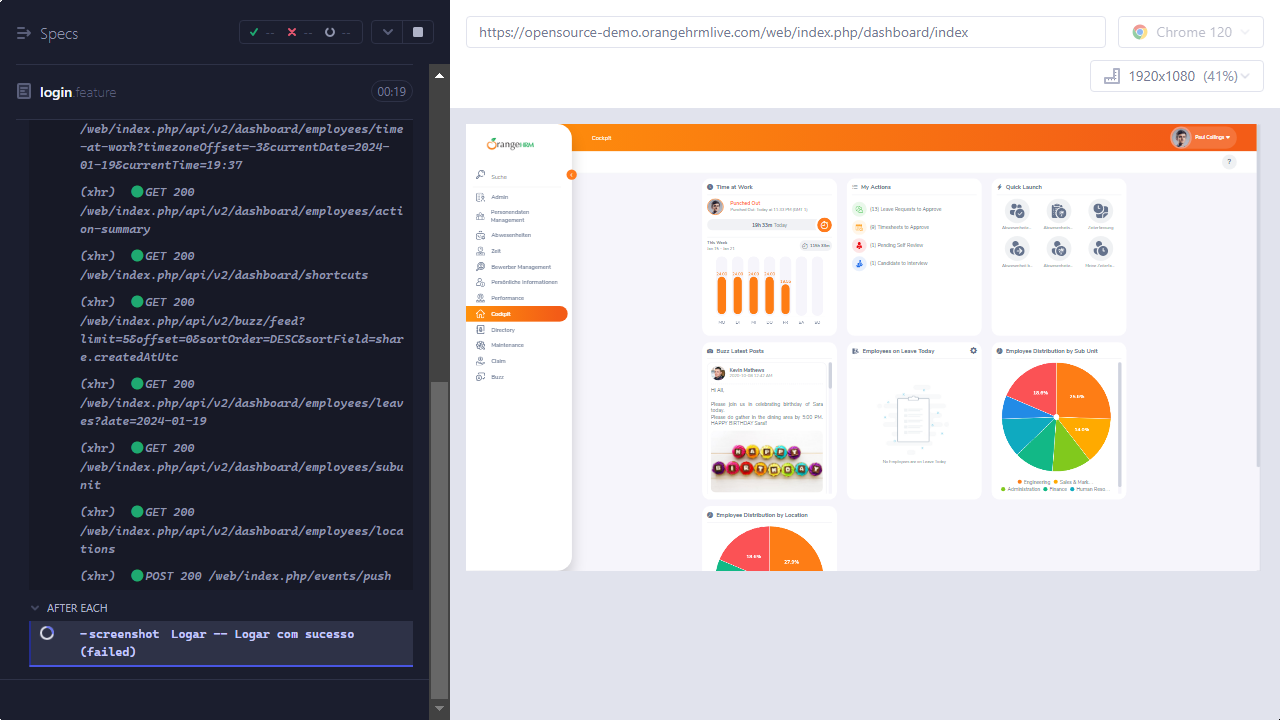 Specs
--
--
--
login.feature
00:19
/web/index.php/api/v2/dashboard/employees/time
-at-work?timezoneOffset=-3&currentDate=2024-
01-19&currentTime=19:37
(xhr) GET 200
/web/index.php/api/v2/dashboard/employees/acti
on-summary
(xhr) GET 200
/web/index.php/api/v2/dashboard/shortcuts
(xhr) GET 200
/web/index.php/api/v2/buzz/feed?
limit=5&offset=0&sortOrder=DESC&sortField=shar
e.createdAtUtc
(xhr) GET 200
/web/index.php/api/v2/dashboard/employees/leav
es?date=2024-01-19
(xhr) GET 200
/web/index.php/api/v2/dashboard/employees/subu
nit
(xhr) GET 200
/web/index.php/api/v2/dashboard/employees/loca
tions
(xhr) POST 200 /web/index.php/events/push
AFTER EACH
-screenshot Logar -- Logar com sucesso
(failed)
https://opensource-demo.orangehrmlive.com/web/index.php/dashboard/index
Chrome 120
1920x1080 (41%)
OrangeHRM
Cockpit
Paul Collings
?
Suche
Admin
Personendaten
Management
Abwesenheiten
Zeit
Bewerber Management
Persönliche Informationen
Performance
Cockpit
Directory
Maintenance
Claim
Buzz
Time at Work
Punched Out
19h 33m Today
This Week
My Actions
(13) Leave Requests to Approve
(1) Pending Self Review
(1) Candidate to Interview
Quick Launch
Buzz Latest Posts
Kevin Mathews
Hi All,
Please join us in celebrating birthday of Sara
today.
Please do gather in the dining area by 5:00 PM.
HAPPY BIRTHDAY Sara!!
HAPPY
BIRTHDAY
Employees on Leave Today
No Employees are on Leave Today
Employee Distribution by Sub Unit
Engineering
Sales & Mark...
Administration
Finance
Human Reso...
Employee Distribution by Location